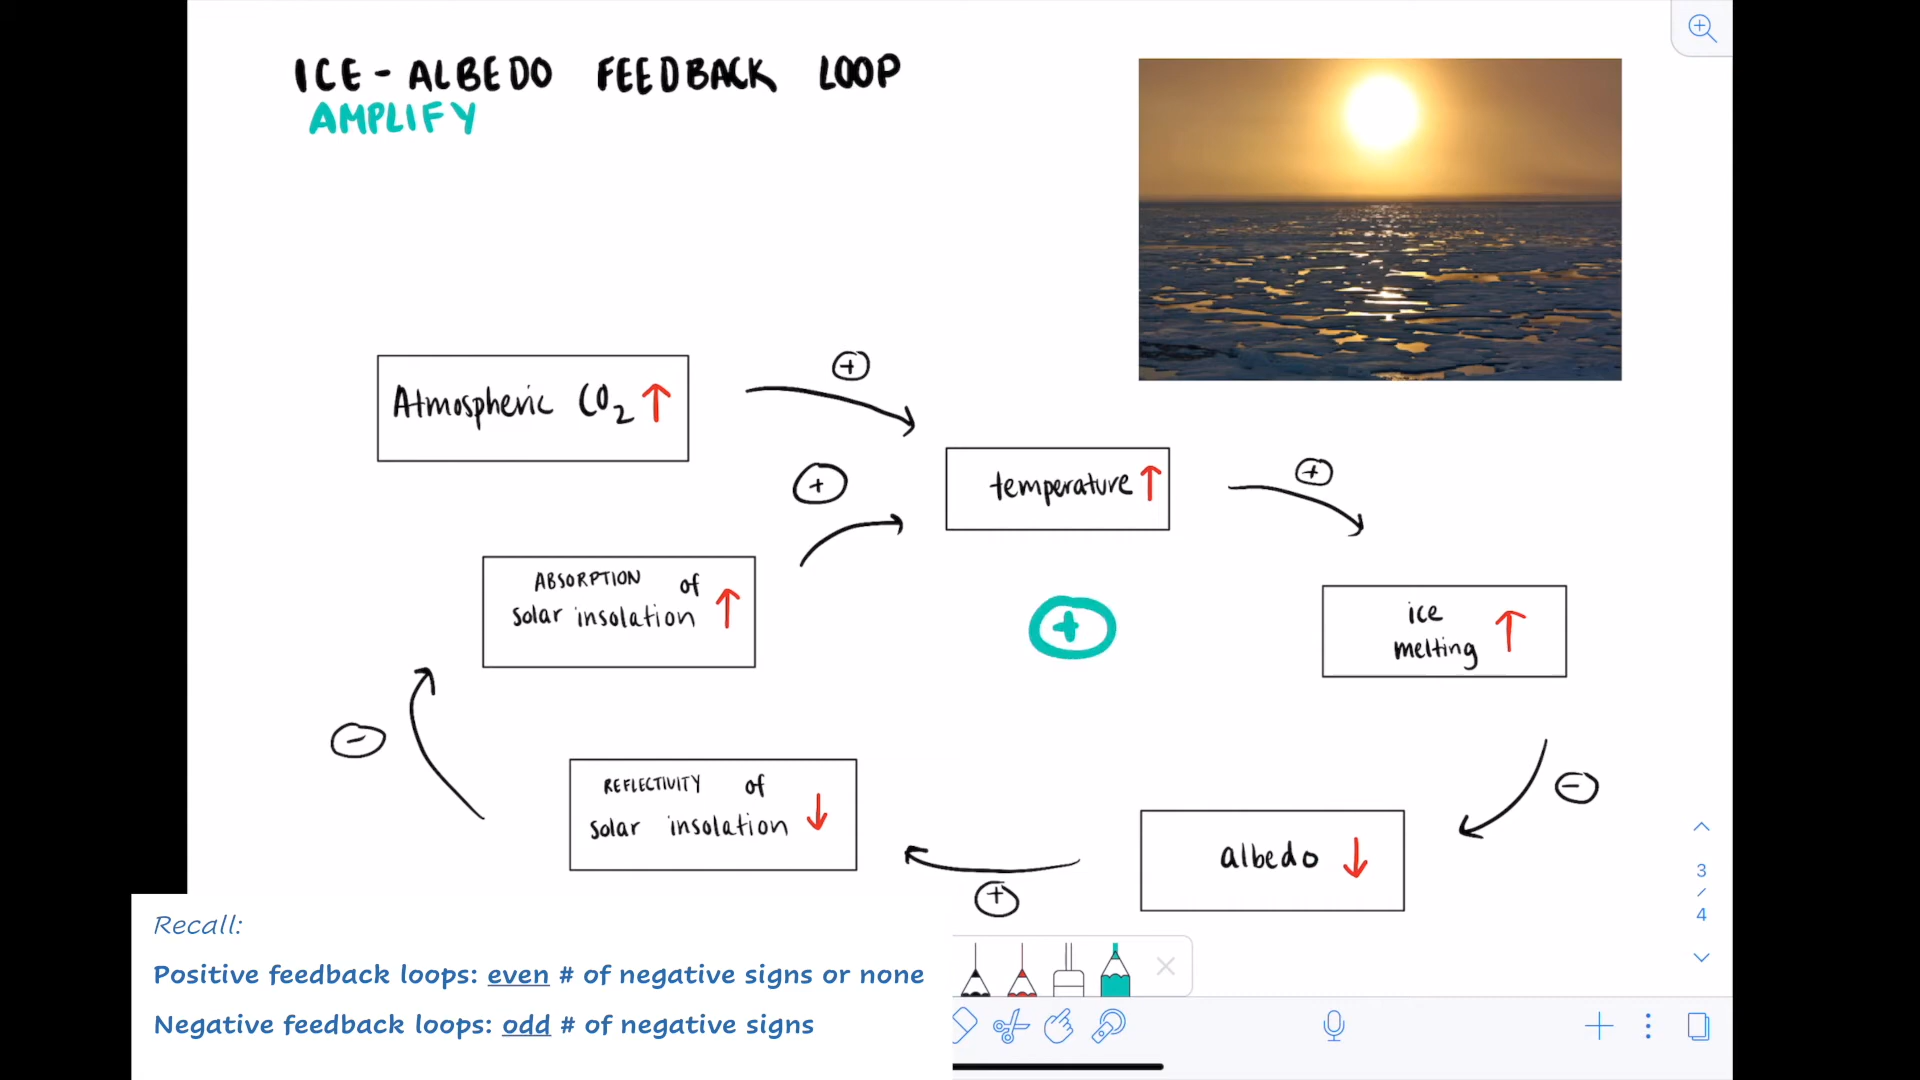 ICE-ALBEDO FEEDBACK LOOP
AMPLIFY
Atmospheric CO2 ↑
+
temperature ↑
+
+
ABSORPTION of
solar insolation ↑
+
ice
melting ↑
-
-
REFLECTIVITY of
solar insolation ↓
+
albedo ↓
3
/
4
Recall:
Positive feedback loops: even # of negative signs or none
Negative feedback loops: odd # of negative signs